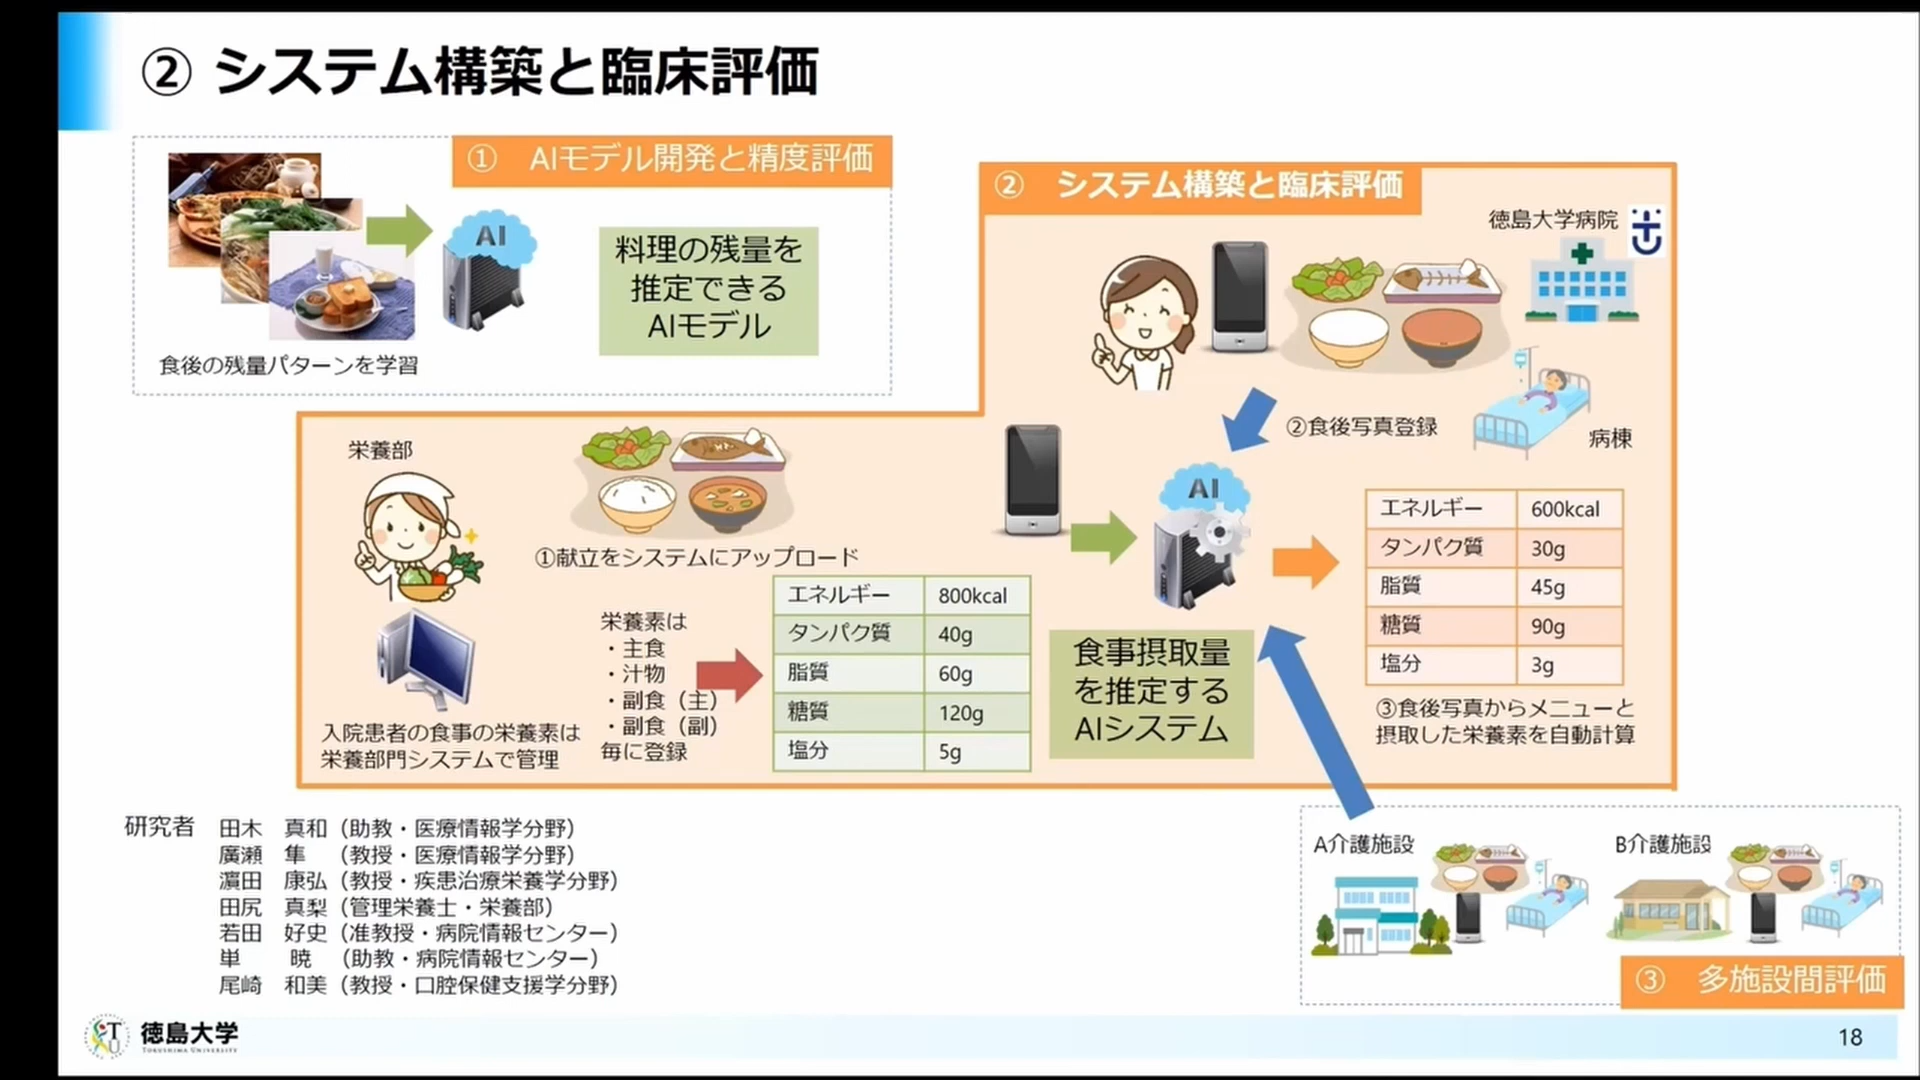 ② システム構築と臨床評価
① AIモデル開発と精度評価
AI
料理の残量を
推定できる
AIモデル
食後の残量パターンを学習
② システム構築と臨床評価
徳島大学病院
②食後写真登録
病棟
栄養部
①献立をシステムにアップロード
入院患者の食事の栄養素は
栄養部門システムで管理
栄養素は
・主食
・汁物
・副食（主）
・副食（副）
毎に登録
エネルギー 800kcal
タンパク質 40g
脂質 60g
糖質 120g
塩分 5g
AI
食事摂取量
を推定する
AIシステム
エネルギー 600kcal
タンパク質 30g
脂質 45g
糖質 90g
塩分 3g
③食後写真からメニューと
摂取した栄養素を自動計算
研究者 田木 真和（助教・医療情報学分野）
廣瀬 隼 （教授・医療情報学分野）
濵田 康弘（教授・疾患治療栄養学分野）
田尻 真梨（管理栄養士・栄養部）
若田 好史（准教授・病院情報センター）
単 暁 （助教・病院情報センター）
尾崎 和美（教授・口腔保健支援学分野）
A介護施設
B介護施設
③ 多施設間評価
徳島大学
TOKUSHIMA UNIVERSITY
18